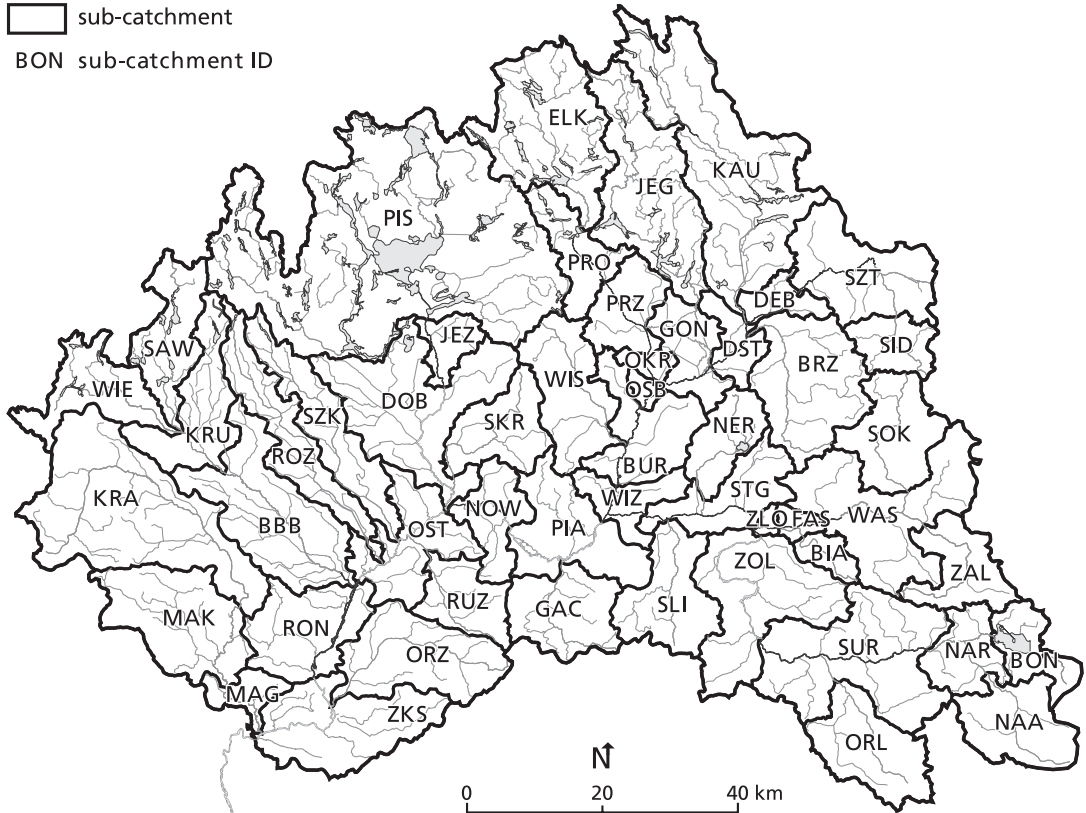 sub-catchment
BON sub-catchment ID
ELK
KAU
JEG
PIS
PRO
SZT
DEB
PRZ
GON
JEZ
DST
SID
SAW
OKR
BRZ
WIS
WIE
OSB
DOB
SZK
SKR
NER
KRU
SOK
ROZ
BUR
STG
KRA
WIZ
NOW
BBB
OST
PIA
ZLO
FAS
WAS
BIA
ZOL
ZAL
RUZ
GAC
SLI
MAK
RON
SUR
NAR
ORZ
BON
MAG
ZKS
NAA
ORL
N
0 20 40 km